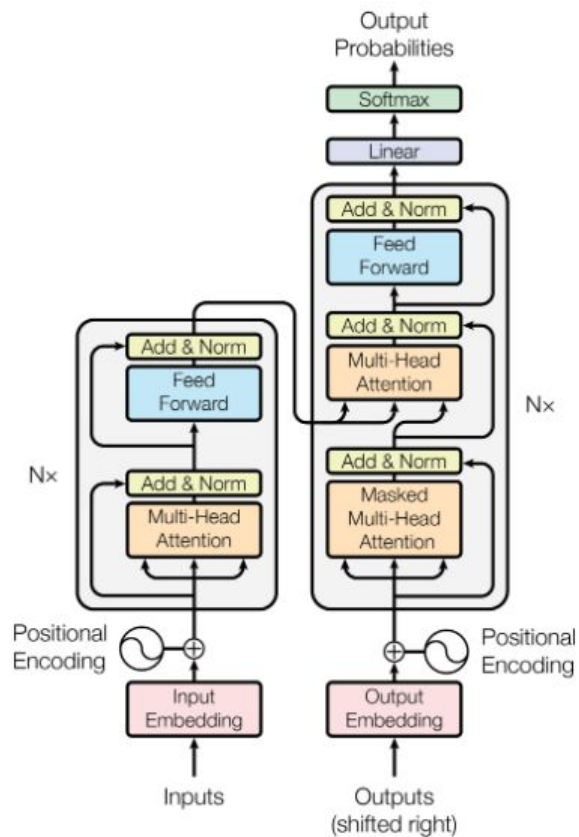 Output
Probabilities
Softmax
Linear
Add & Norm
Feed
Forward
Add & Norm
Multi-Head
Attention
Add & Norm
Masked
Multi-Head
Attention
Nx
Add & Norm
Feed
Forward
Add & Norm
Multi-Head
Attention
Nx
Positional
Encoding
Positional
Encoding
Input
Embedding
Output
Embedding
Inputs
Outputs
(shifted right)